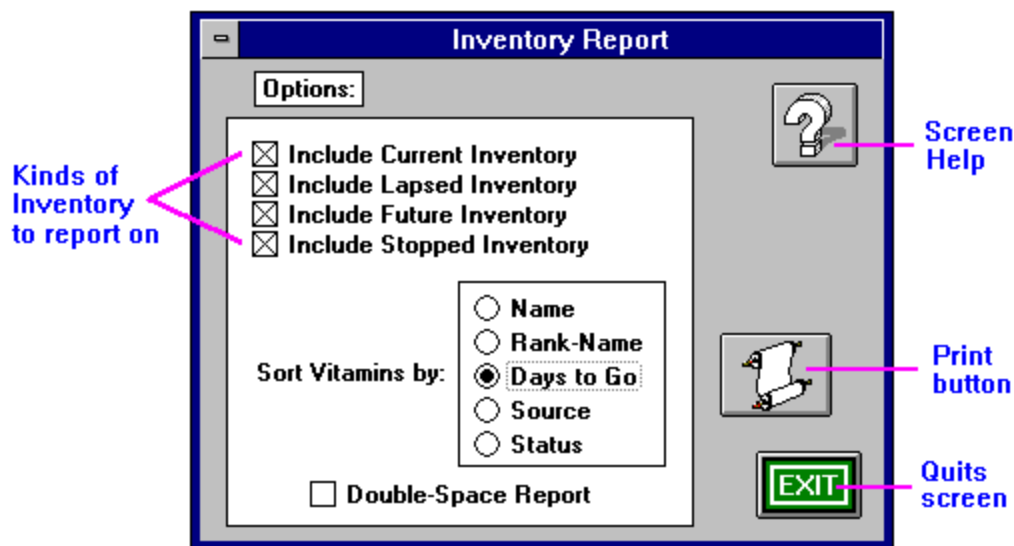 Inventory Report
Options:
Include Current Inventory
Include Lapsed Inventory
Include Future Inventory
Include Stopped Inventory
Kinds of
Inventory
to report on
Screen
Help
Sort Vitamins by:
Name
Rank-Name
Days to Go
Source
Status
Print
button
Double-Space Report
EXIT
Quits
screen